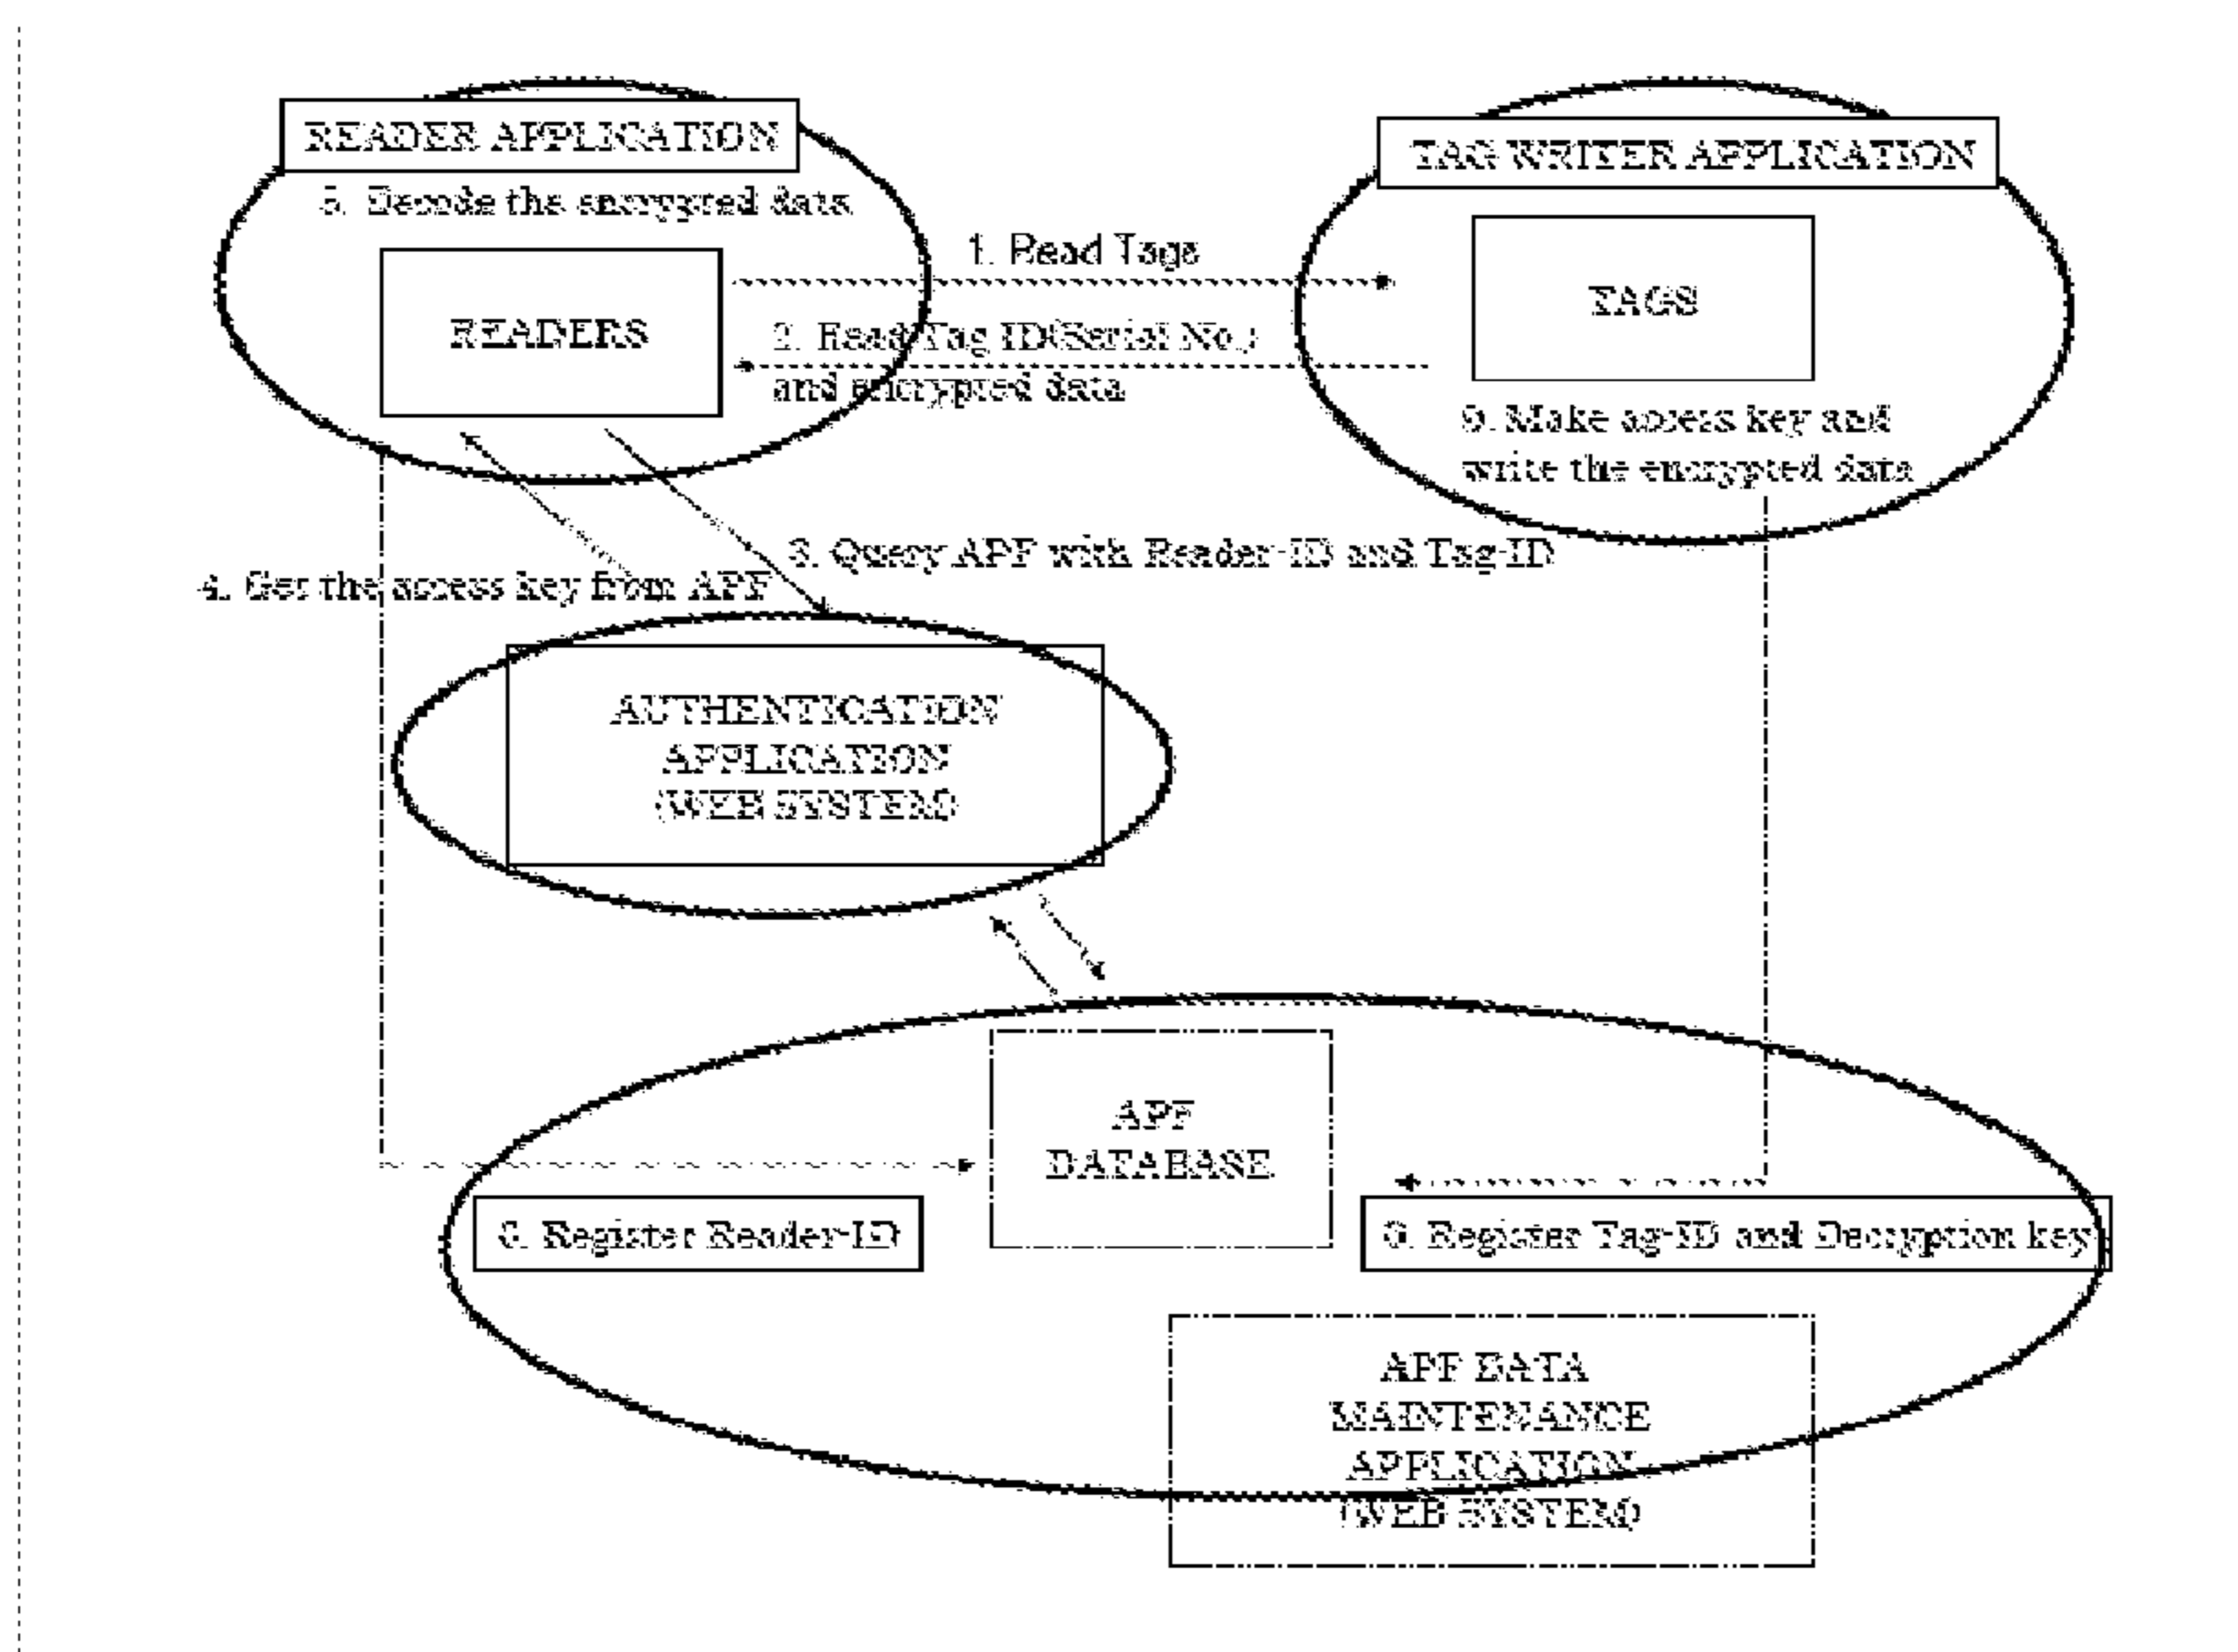 READER APPLICATION
5. Decode the encrypted data
READERS
1. Read Tags
2. Read Tag ID(Serial No.)
and encrypted data
TAG WRITER APPLICATION
TAGS
0. Make access key and
write the encrypted data
3. Query APF with Reader-ID and Tag-ID
4. Get the access key from APF
AUTHENTICATION
APPLICATION
(WEB SYSTEM)
APF
DATABASE
0. Register Reader-ID
0. Register Tag-ID and Decryption key
APF DATA
MAINTENANCE
APPLICATION
(WEB SYSTEM)